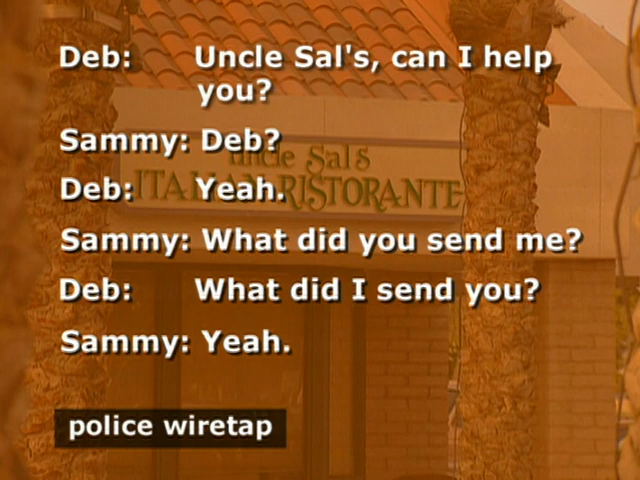 Deb: Uncle Sal's, can I help
you?
Sammy: Deb?
uncle Sal's
Deb: Yeah.
ITALIAN RISTORANTE
Sammy: What did you send me?
Deb: What did I send you?
Sammy: Yeah.
police wiretap